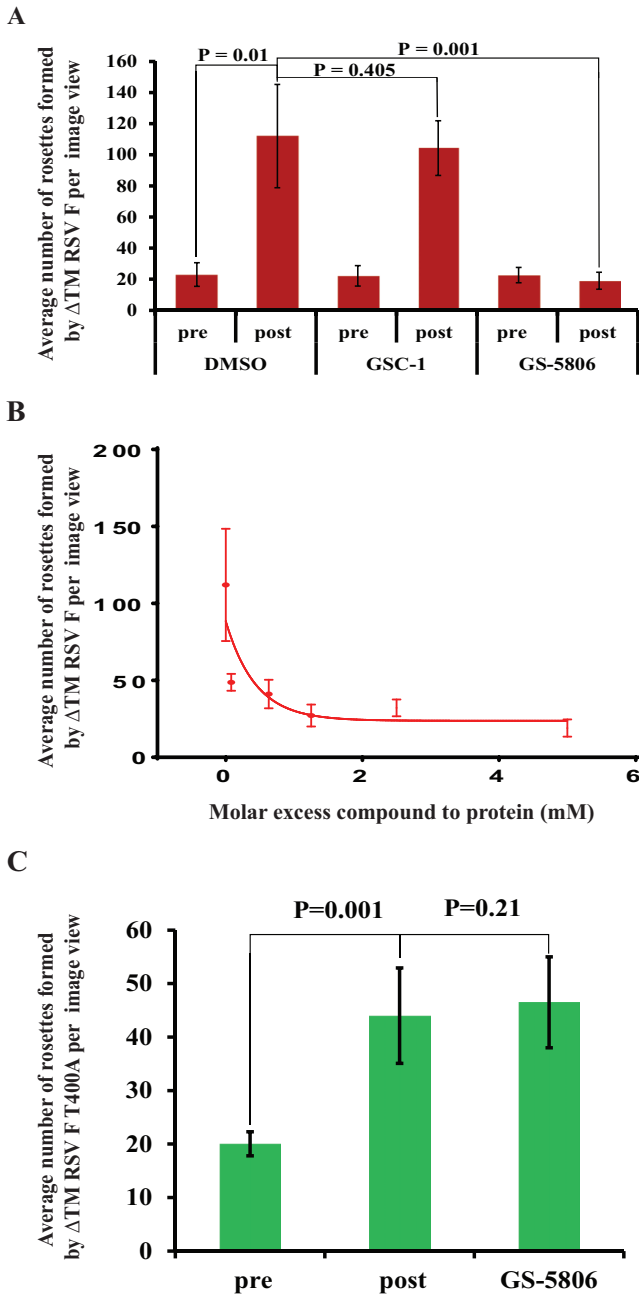 A
Average number of rosettes formed
by ΔTM RSV F per image view
160
140
120
100
80
60
40
20
0
P = 0.01
P = 0.001
P = 0.405
pre post pre post pre post
DMSO GSC-1 GS-5806
B
Average number of rosettes formed
by ΔTM RSV F per image view
200
150
100
50
0
0 2 4 6
Molar excess compound to protein (mM)
C
Average number of rosettes formed
by ΔTM RSV F T400A per image view
P=0.001 P=0.21
60
50
40
30
20
10
0
pre post GS-5806